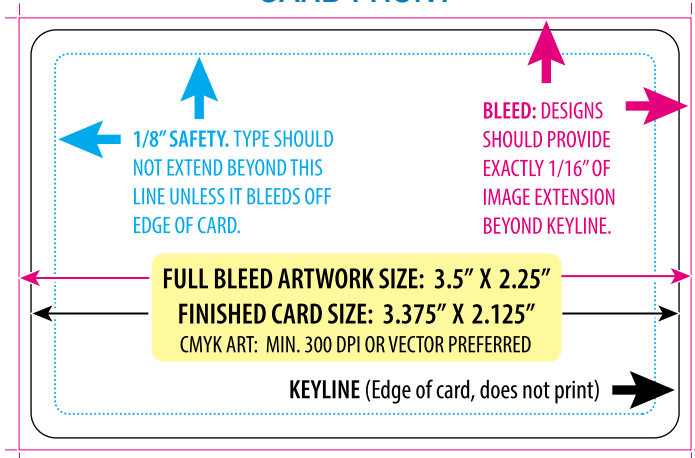 CARD FRONT
1/8” SAFETY. TYPE SHOULD
NOT EXTEND BEYOND THIS
LINE UNLESS IT BLEEDS OFF
EDGE OF CARD.
BLEED: DESIGNS
SHOULD PROVIDE
EXACTLY 1/16” OF
IMAGE EXTENSION
BEYOND KEYLINE.
FULL BLEED ARTWORK SIZE: 3.5” X 2.25”
FINISHED CARD SIZE: 3.375” X 2.125”
CMYK ART: MIN. 300 DPI OR VECTOR PREFERRED
KEYLINE (Edge of card, does not print)